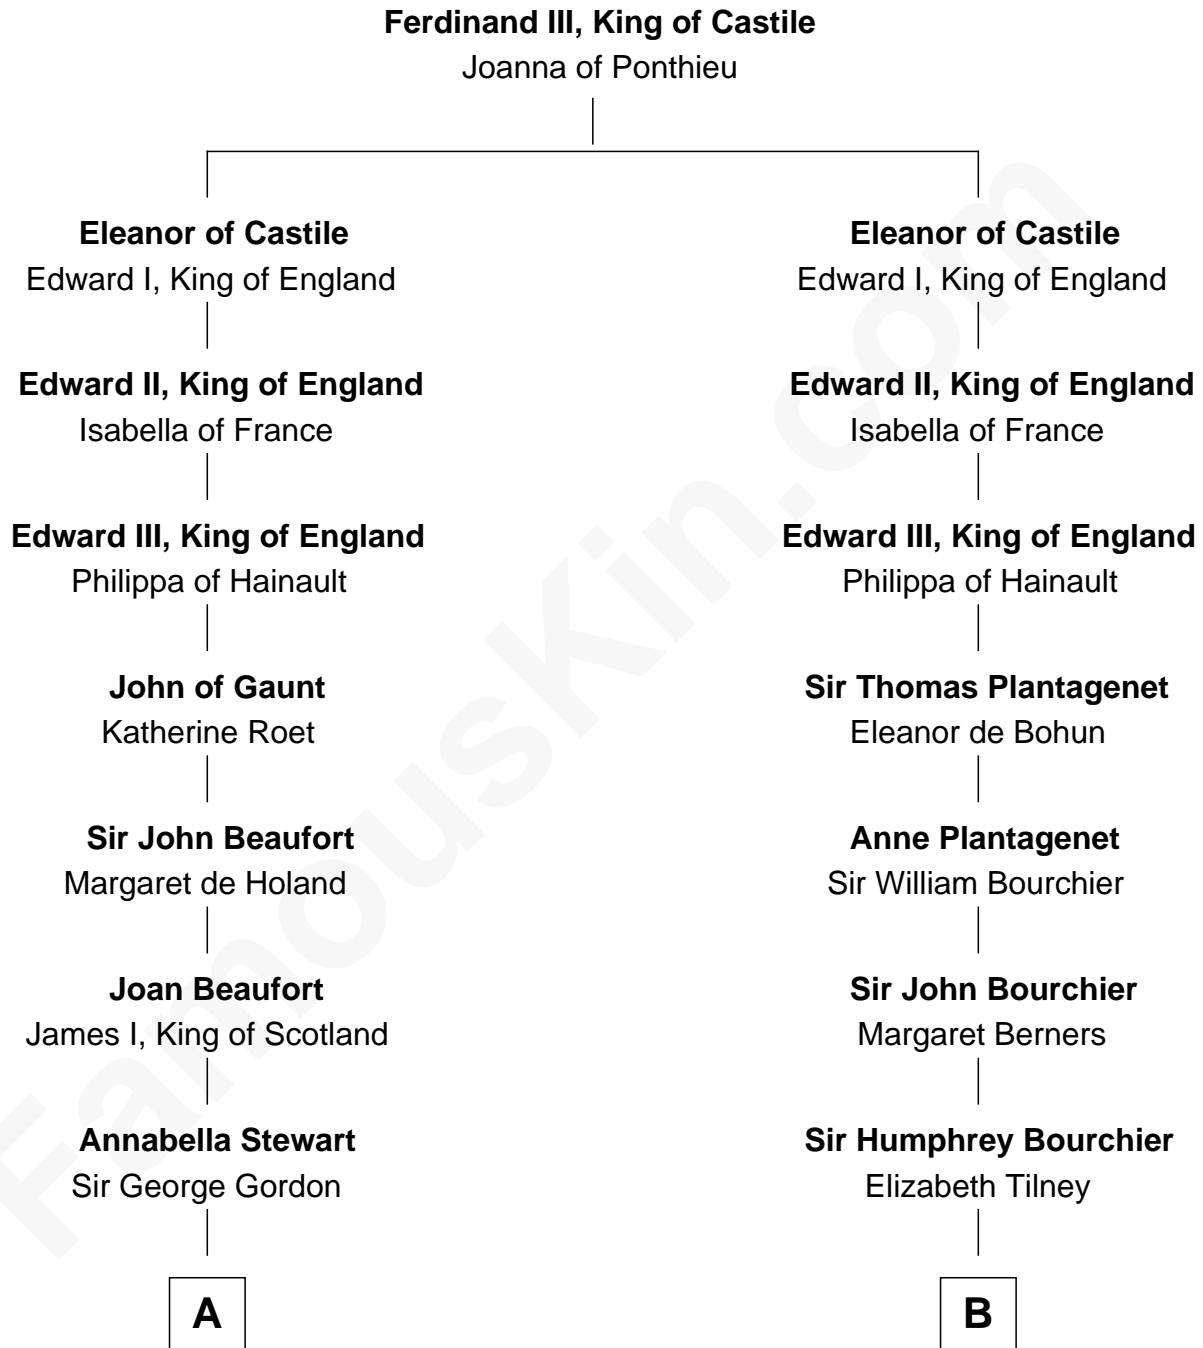 Ferdinand III, King of Castile
Joanna of Ponthieu
Eleanor of Castile
Edward I, King of England
Edward II, King of England
Isabella of France
Edward III, King of England
Philippa of Hainault
John of Gaunt
Katherine Roet
Sir John Beaufort
Margaret de Holand
Joan Beaufort
James I, King of Scotland
Annabella Stewart
Sir George Gordon
A
Eleanor of Castile
Edward I, King of England
Edward II, King of England
Isabella of France
Edward III, King of England
Philippa of Hainault
Sir Thomas Plantagenet
Eleanor de Bohun
Anne Plantagenet
Sir William Bourchier
Sir John Bourchier
Margaret Berners
Sir Humphrey Bourchier
Elizabeth Tilney
B
FamousKin.com